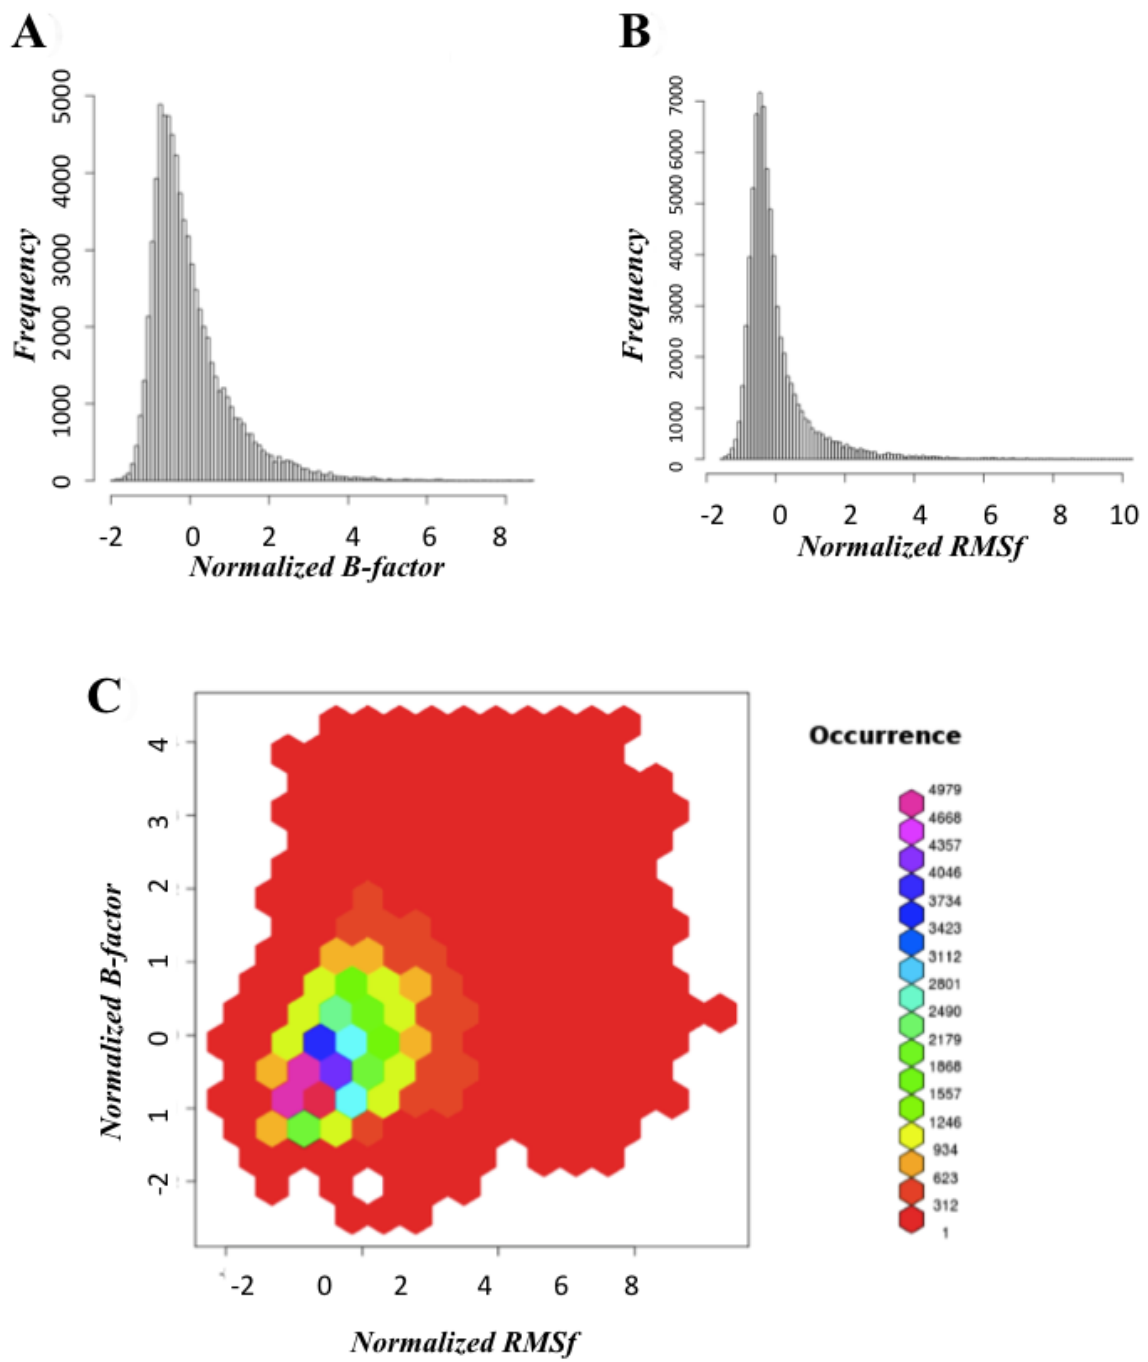 A
B
5000
4000
3000
2000
1000
0
Frequency
-2 0 2 4 6 8
Normalized B-factor
7000
6000
5000
4000
3000
2000
1000
0
Frequency
-2 0 2 4 6 8 10
Normalized RMSf
C
4
3
2
1
0
1
-2
Normalized B-factor
-2 0 2 4 6 8
Normalized RMSf
Occurrence
4979
4668
4357
4046
3734
3423
3112
2801
2490
2179
1868
1557
1246
934
623
312
1